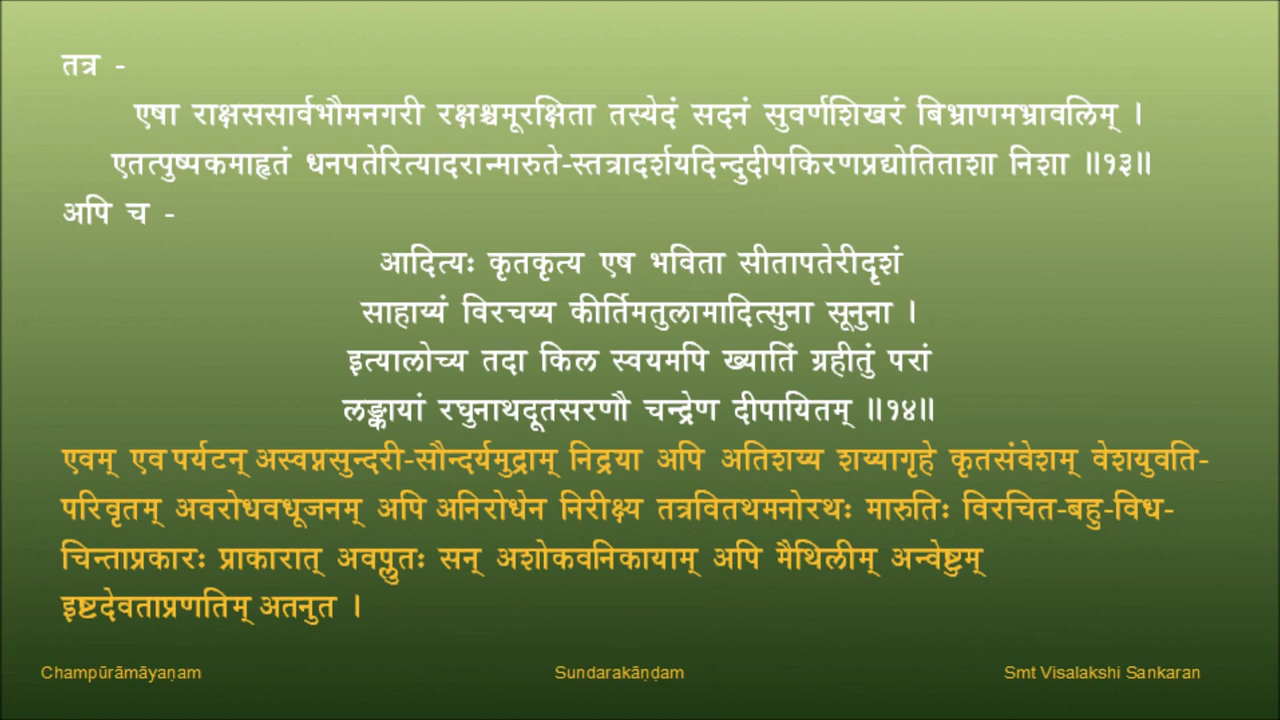 तत्र -
एषा राक्षससार्वभौमनगरी रक्षश्चमूरक्षिता तस्येदं सदनं सुवर्णशिखरं बिभ्राणमभ्रावलिम् ।
एतत्पुष्पकमाहृतं धनपतेरित्यादरान्मारुते-स्तत्रादर्शयदिन्दुदीपकिरणप्रद्योतिताशा निशा ॥१३॥
अपि च -
आदित्यः कृतकृत्य एष भविता सीतापतेरीदृशं
साहाय्यं विरचय्य कीर्तिमतुलामादित्सुना सूनुना ।
इत्यालोच्य तदा किल स्वयमपि ख्यातिं ग्रहीतुं परां
लङ्कायां रघुनाथदूतसरणौ चन्द्रेण दीपायितम् ॥१४॥
एवम् एव पर्यटन् अस्वप्नसुन्दरी-सौन्दर्यमुद्राम् निद्रया अपि अतिशय्य शय्यागृहे कृतसंवेशम् वेशयुवति-
परिवृतम् अवरोधवधूजनम् अपि अनिरोधेन निरीक्ष्य तत्रवितथमनोरथः मारुतिः विरचित-बहु-विध-
चिन्ताप्रकारः प्राकारात् अवप्लुतः सन् अशोकवनिकायाम् अपि मैथिलीम् अन्वेष्टुम्
इष्टदेवताप्रणतिम् अतनुत ।
Champūrāmāyaṇam Sundarakāṇḍam Smt Visalakshi Sankaran